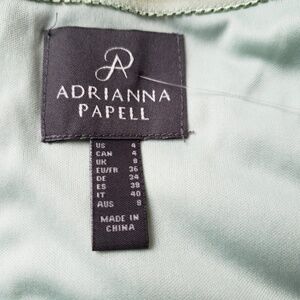 ADRIANNA
PAPELL
US 4
CAN 4
UK 8
EU/FR 36
DE 34
ES 38
IT 40
AUS 8
MADE IN
CHINA